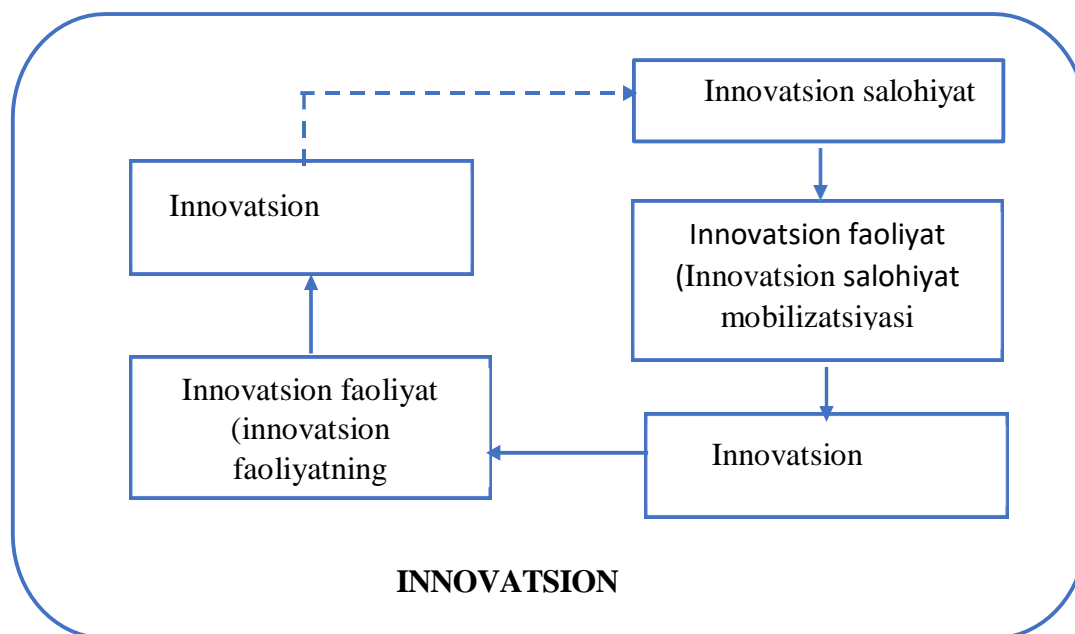 Innovatsion salohiyat
Innovatsion
Innovatsion faoliyat
(Innovatsion salohiyat
mobilizatsiyasi
Innovatsion faoliyat
(innovatsion
faoliyatning
Innovatsion
INNOVATSION